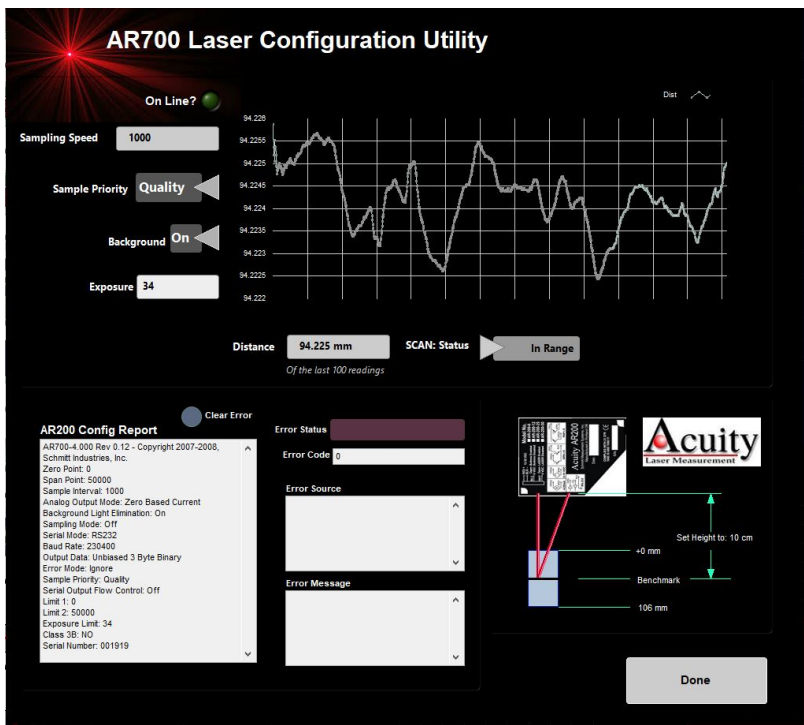 AR700 Laser Configuration Utility
On Line?
Sampling Speed 1000
Sample Priority Quality
Background On
Exposure 34
Dist
94.226
94.2255
94.225
94.2245
94.224
94.2235
94.223
94.2225
94.222
Distance 94.225 mm SCAN: Status In Range
Of the last 100 readings
Clear Error
AR200 Config Report
AR700-4.000 Rev 0.12 - Copyright 2007-2008,
Schmitt Industries, Inc.
Zero Point: 0
Span Point: 50000
Sample Interval: 1000
Analog Output Mode: Zero Based Current
Background Light Elimination: On
Sampling Mode: Off
Serial Mode: RS232
Baud Rate: 230400
Output Data: Unbiased 3 Byte Binary
Error Mode: Ignore
Sample Priority: Quality
Serial Output Flow Control: Off
Limit 1: 0
Limit 2: 50000
Exposure Limit: 34
Class 3B: NO
Serial Number: 001919
Error Status
Error Code 0
Error Source
Error Message
Acuity AR200
Acuity
Laser Measurement
Set Height to: 10 cm
+0 mm
Benchmark
106 mm
Done